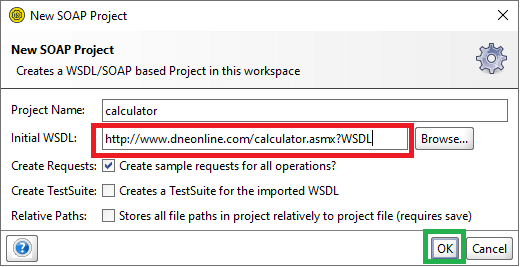 New SOAP Project
New SOAP Project
Creates a WSDL/SOAP based Project in this workspace
Project Name: calculator
Initial WSDL: http://www.dneonline.com/calculator.asmx?WSDL Browse...
Create Requests: Create sample requests for all operations?
Create TestSuite: Creates a TestSuite for the imported WSDL
Relative Paths: Stores all file paths in project relatively to project file (requires save)
? OK Cancel